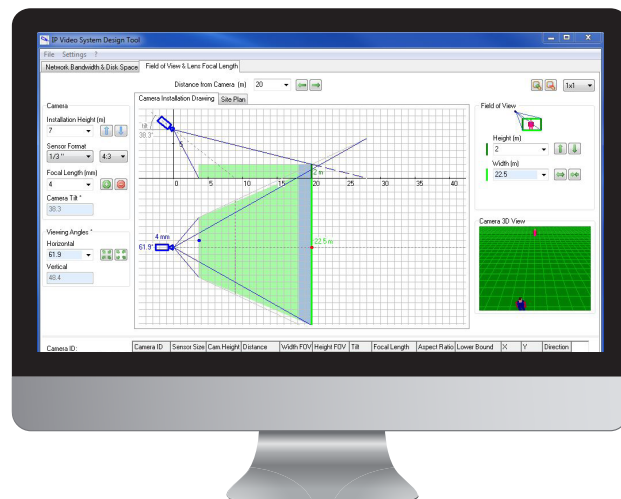 IP Video System Design Tool
File Settings ?
Network Bandwidth & Disk Space Field of View & Lens Focal Length
Distance from Camera (m) 20
1x1
Camera Installation Drawing Site Plan
Camera
Installation Height (m)
7
Sensor Format
1/3 " 4:3
Focal Length (mm)
4
Camera Tilt *
38.3
Viewing Angles *
Horizontal
61.9
Vertical
48.4
tilt
38.3°
5
2 m
0 5 10 15 20 25 30 35 40
4 mm
61.9°
22.5 m
Field of View
Height (m)
2
Width (m)
22.5
Camera 3D View
Camera ID:
Camera ID Sensor Size Cam.Height Distance Width FOV Height FOV Tilt Focal Length Aspect Ratio Lower Bound X Y Direction